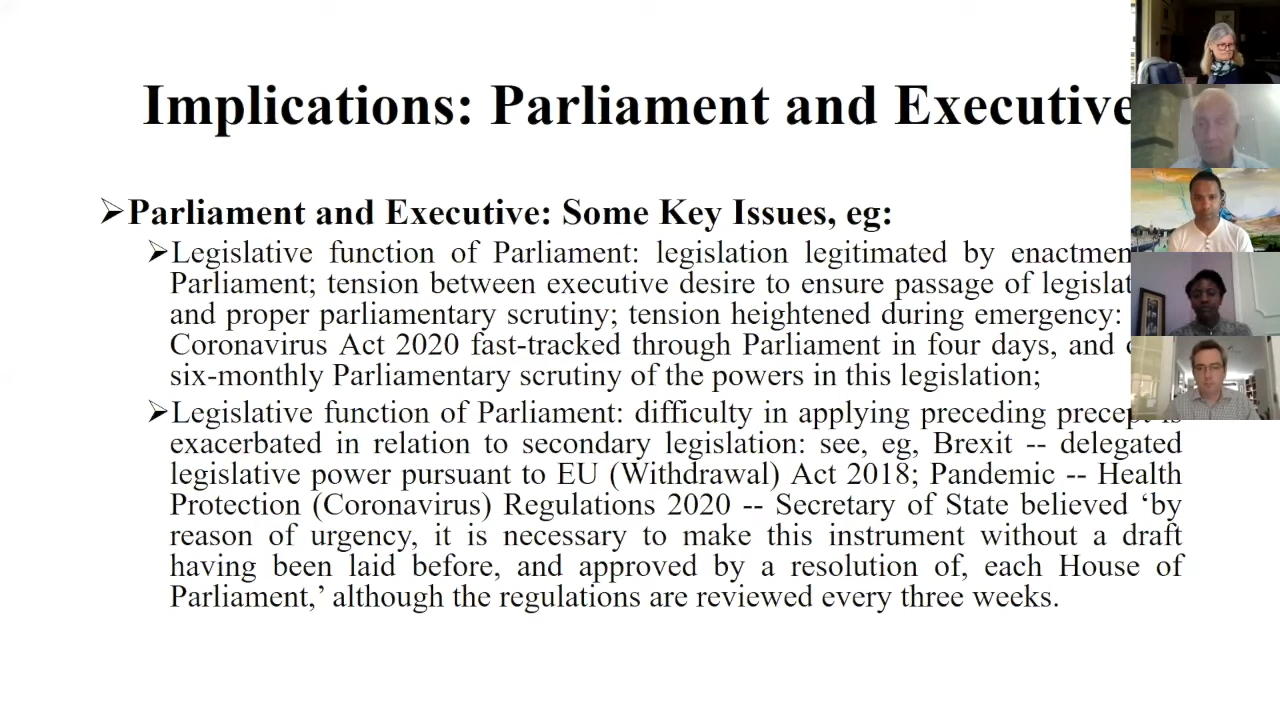 Implications: Parliament and Executive
➢Parliament and Executive: Some Key Issues, eg:
➢Legislative function of Parliament: legislation legitimated by
Parliament; tension between executive desire to ensure passage of
and proper parliamentary scrutiny; tension heightened during emergency:
Coronavirus Act 2020 fast-tracked through Parliament in four days, and
six-monthly Parliamentary scrutiny of the powers in this legislation;
➢Legislative function of Parliament: difficulty in applying preceding precept is
exacerbated in relation to secondary legislation: see, eg, Brexit -- delegated
legislative power pursuant to EU (Withdrawal) Act 2018; Pandemic -- Health
Protection (Coronavirus) Regulations 2020 -- Secretary of State believed ‘by
reason of urgency, it is necessary to make this instrument without a draft
having been laid before, and approved by a resolution of, each House of
Parliament,’ although the regulations are reviewed every three weeks.